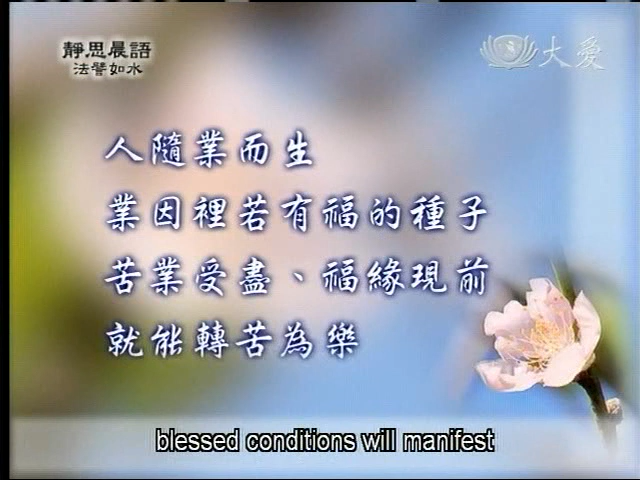 靜思晨語
法譬如水
大愛
人隨業而生
業因裡若有福的種子
苦業受盡、福緣現前
就能轉苦為樂
blessed conditions will manifest